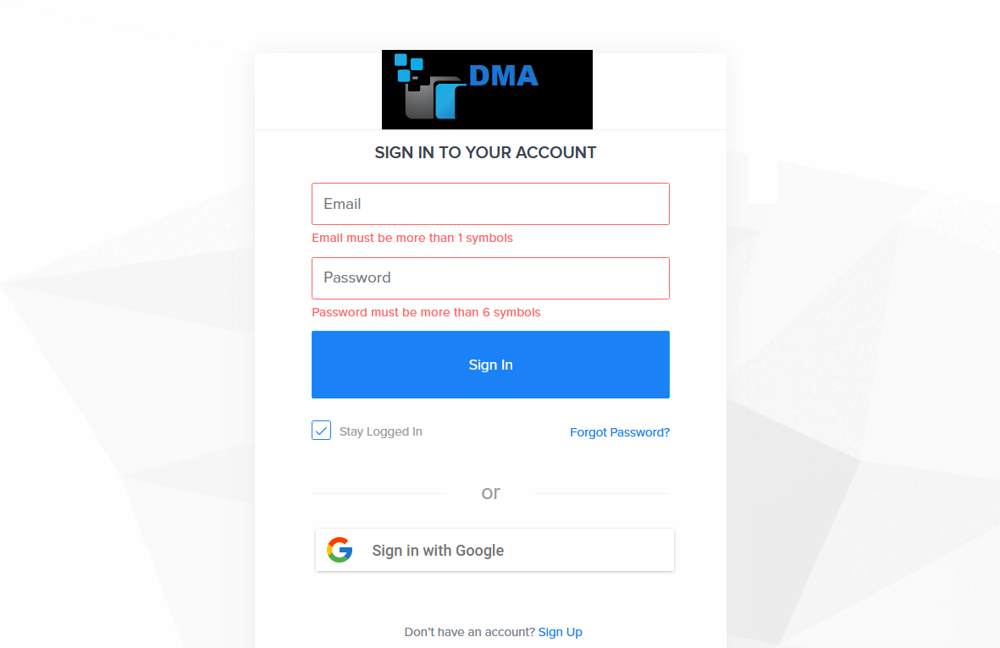 DMA
SIGN IN TO YOUR ACCOUNT
Email
Email must be more than 1 symbols
Password
Password must be more than 6 symbols
Sign In
Stay Logged In Forgot Password?
or
Sign in with Google
Don't have an account? Sign Up